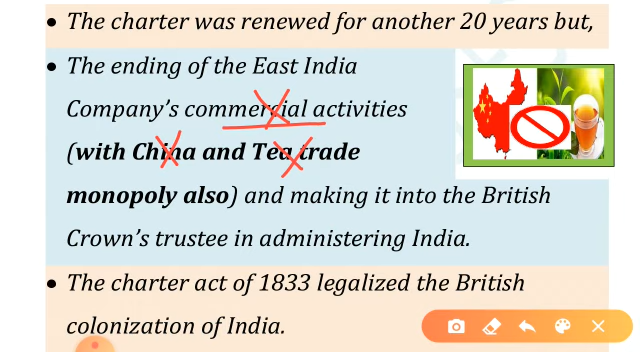 • The charter was renewed for another 20 years but,
• The ending of the East India
Company's commercial activities
(with China and Tea trade
monopoly also) and making it into the British
Crown's trustee in administering India.
• The charter act of 1833 legalized the British
colonization of India.